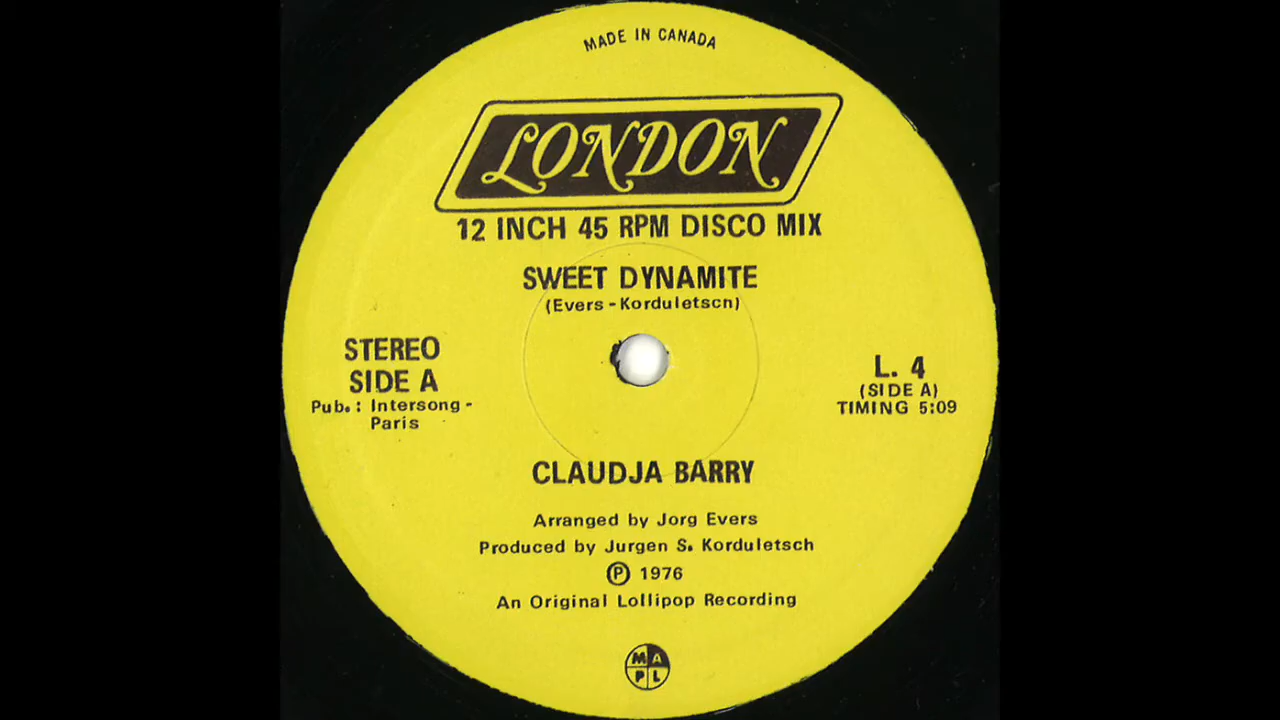 MADE IN CANADA
LONDON
12 INCH 45 RPM DISCO MIX
SWEET DYNAMITE
(Evers - Korduletscn)
STEREO
SIDE A
Pub. : Intersong -
Paris
L. 4
(SIDE A)
TIMING 5:09
CLAUDJA BARRY
Arranged by Jorg Evers
Produced by Jurgen S. Korduletsch
Ⓟ 1976
An Original Lollipop Recording
M A
P L